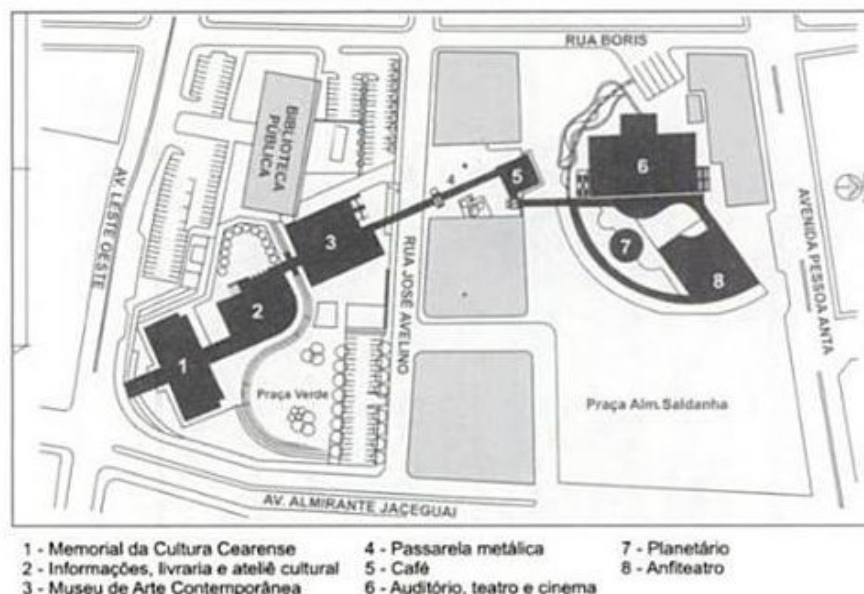 RUA BORIS
BIBLIOTECA
PÚBLICA
AV. LESTE OESTE
RUA JOSÉ AVELINO
AVENIDA PESSOA ANTA
4
5
6
3
7
2
8
1
Praça Verde
Praça Alm.Saldanha
AV. ALMIRANTE JACEGUAI
1 - Memorial da Cultura Cearense
2 - Informações, livraria e ateliê cultural
3 - Museu de Arte Contemporânea
4 - Passarela metálica
5 - Café
6 - Auditório, teatro e cinema
7 - Planetário
8 - Anfiteatro